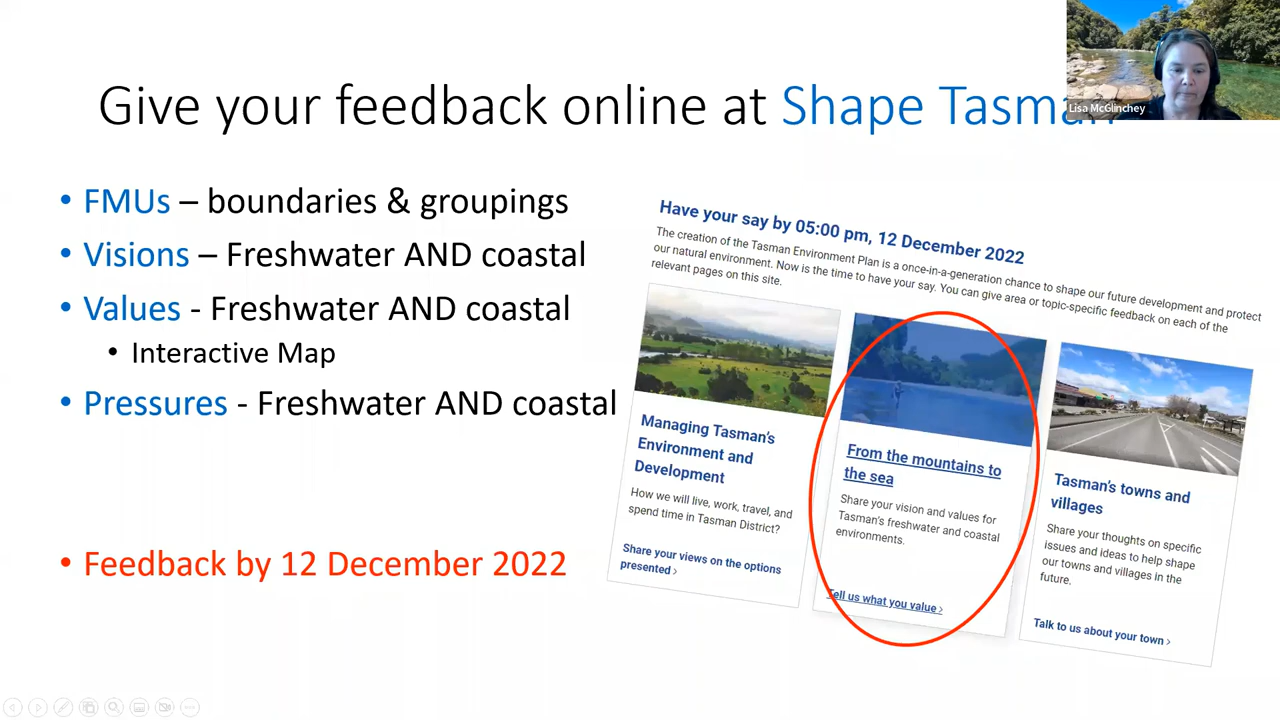 Give your feedback online at Shape Tasman
Lisa McGlinchey
• FMUs – boundaries & groupings
• Visions – Freshwater AND coastal
• Values - Freshwater AND coastal
• Interactive Map
• Pressures - Freshwater AND coastal
• Feedback by 12 December 2022
Have your say by 05:00 pm, 12 December 2022
The creation of the Tasman Environment Plan is a once-in-a-generation chance to shape our future development and protect
our natural environment. Now is the time to have your say. You can give area or topic-specific feedback on each of the
relevant pages on this site.
Managing Tasman's
Environment and
Development
How we will live, work, travel, and
spend time in Tasman District?
Share your views on the options
presented ›
From the mountains to
the sea
Share your vision and values for
Tasman's freshwater and coastal
environments.
Tell us what you value ›
Tasman's towns and
villages
Share your thoughts on specific
issues and ideas to help shape
our towns and villages in the
future.
Talk to us about your town ›